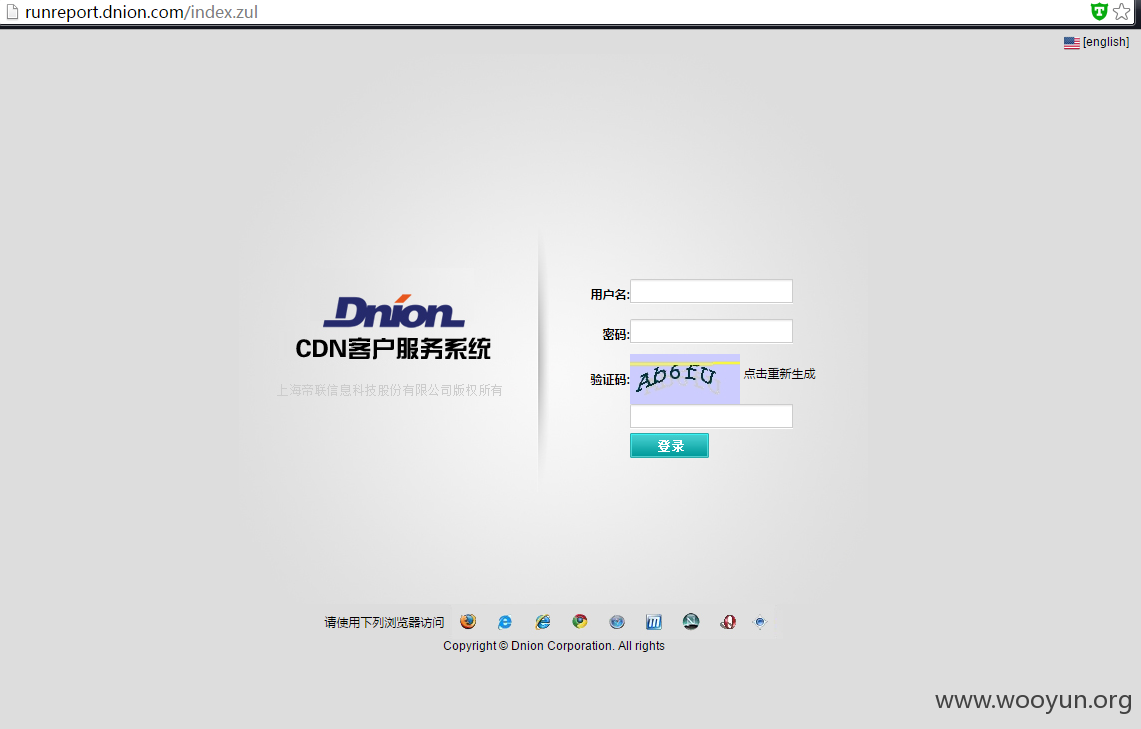 runreport.dnion.com/index.zul
[english]
用户名:
Dnion
密码:
CDN客户服务系统
验证码:
Ab6fU
点击重新生成
上海帝联信息科技股份有限公司版权所有
登录
请使用下列浏览器访问
Copyright © Dnion Corporation. All rights
www.wooyun.org